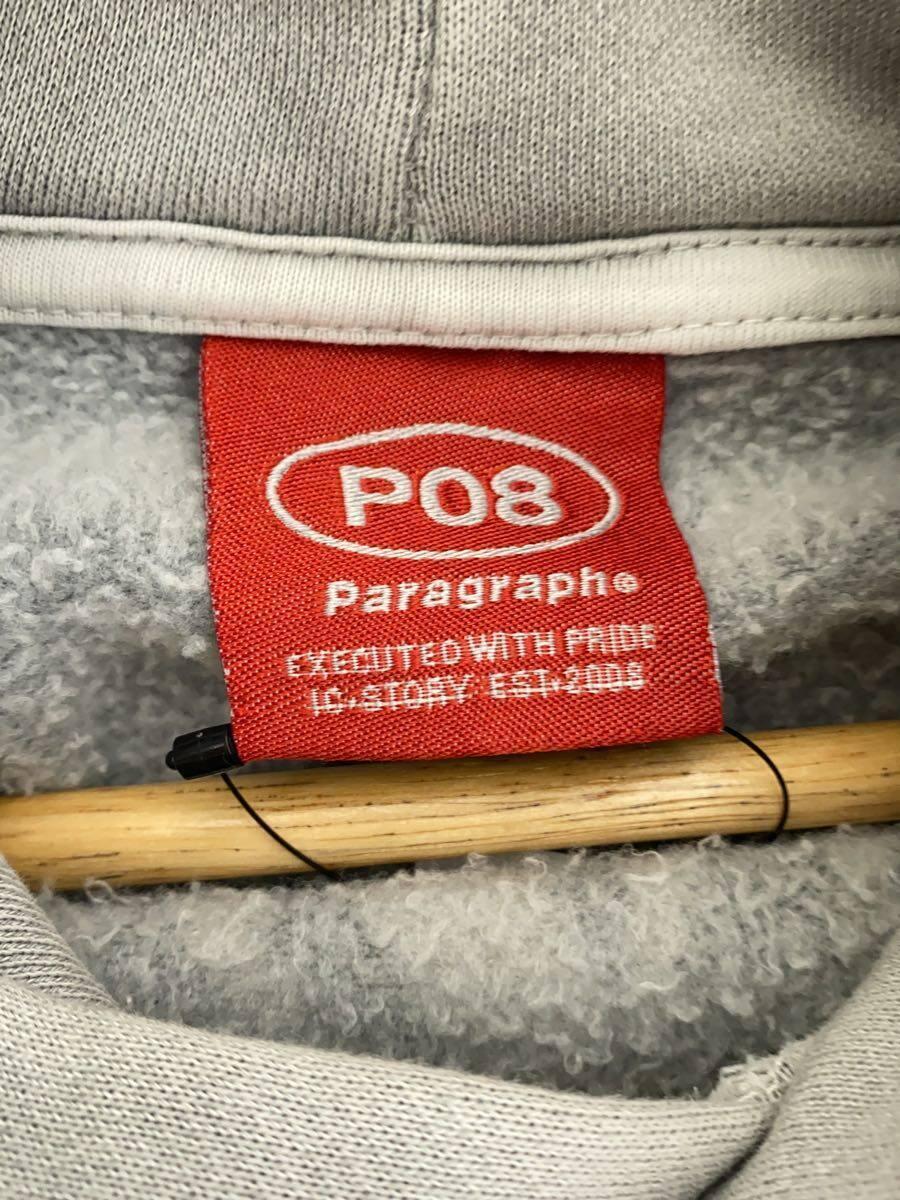 P08
Paragraph®
EXECUTED WITH PRIDE
IC•STORY EST•2008